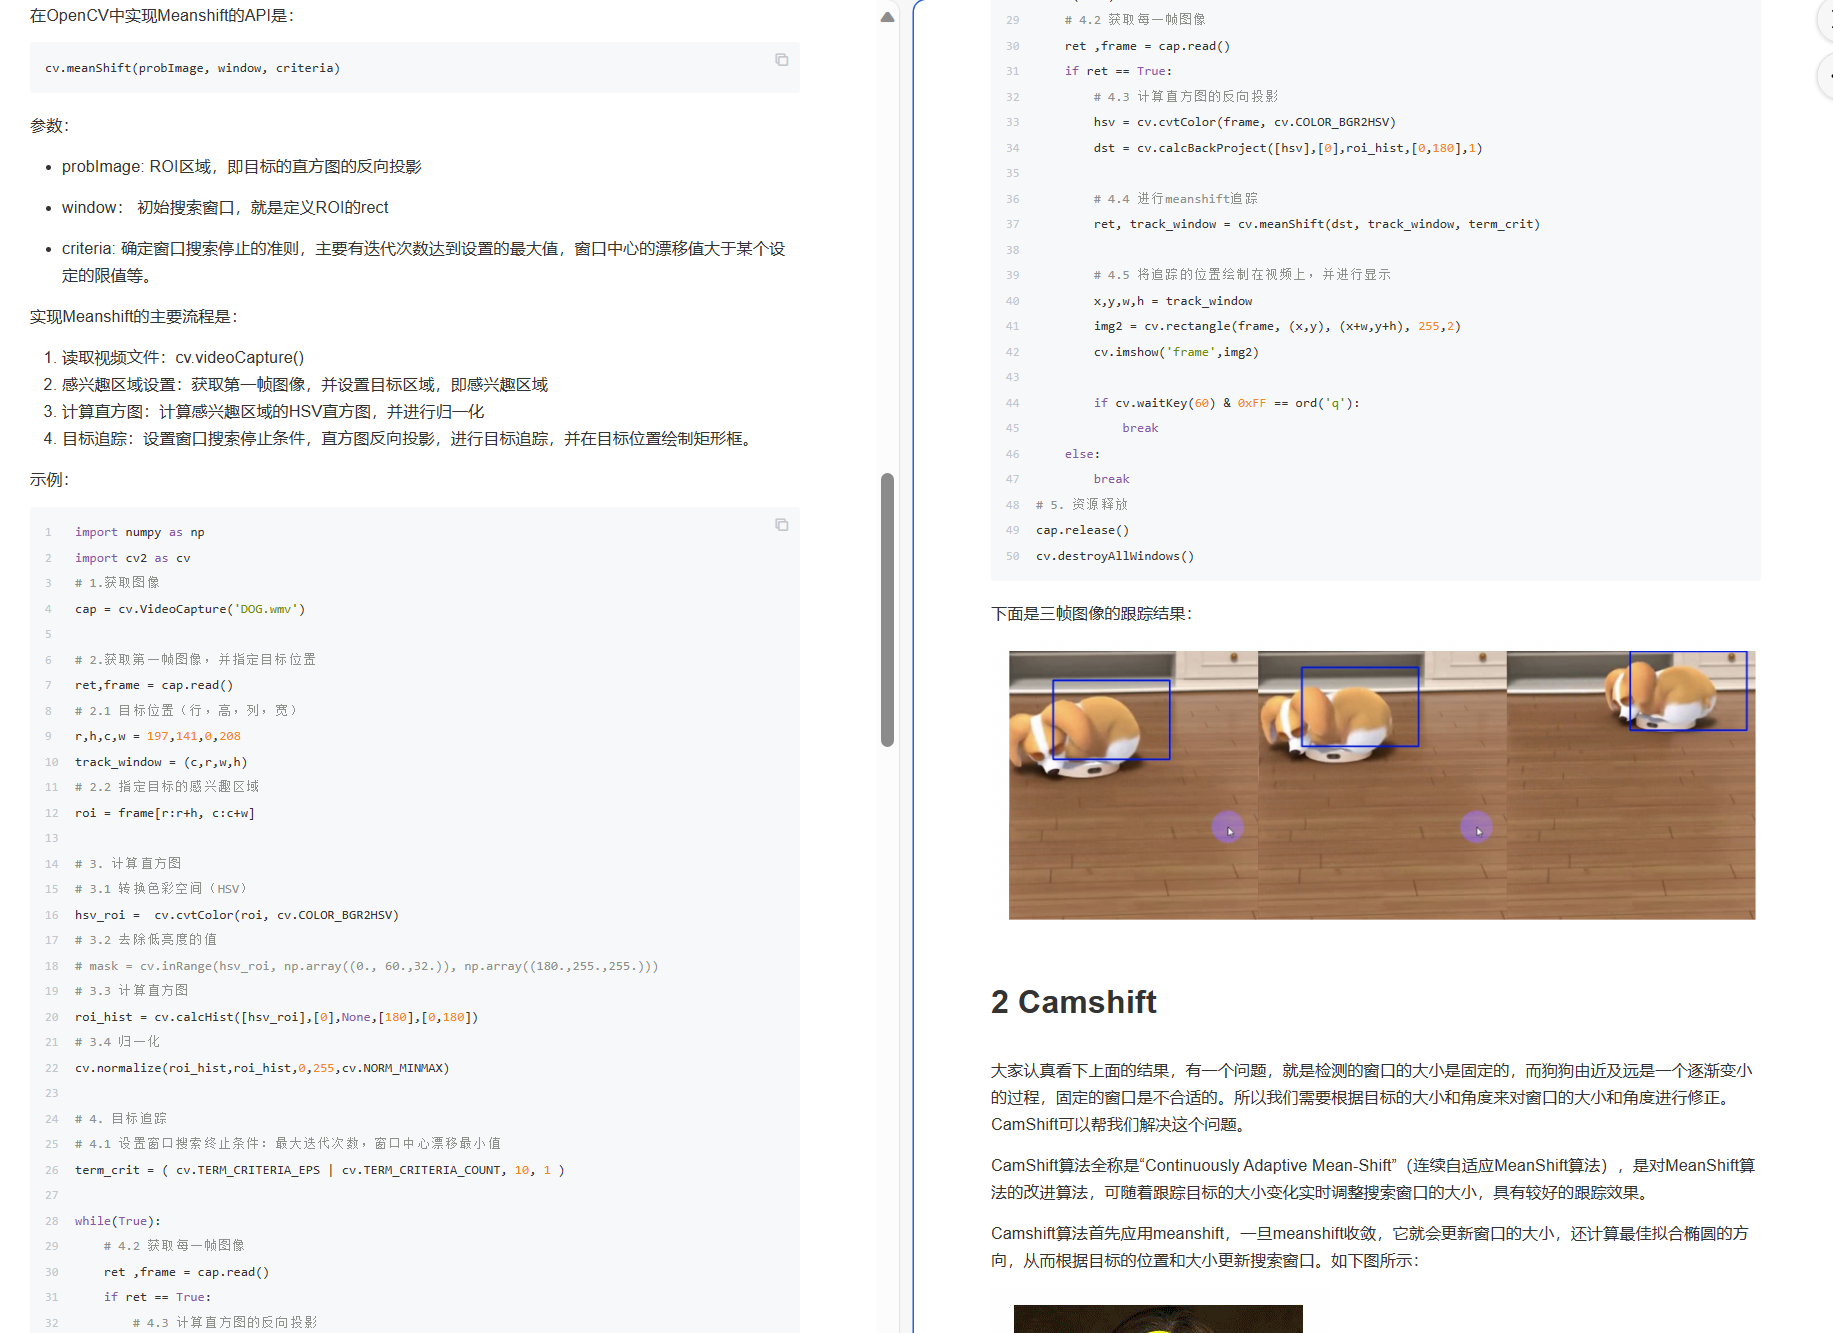 在OpenCV中实现Meanshift的API是：
cv.meanShift(probImage, window, criteria)
参数：
• probImage: ROI区域，即目标的直方图的反向投影
• window： 初始搜索窗口，就是定义ROI的rect
• criteria: 确定窗口搜索停止的准则，主要有迭代次数达到设置的最大值，窗口中心的漂移值大于某个设
定的限值等。
实现Meanshift的主要流程是：
1. 读取视频文件：cv.videoCapture()
2. 感兴趣区域设置：获取第一帧图像，并设置目标区域，即感兴趣区域
3. 计算直方图：计算感兴趣区域的HSV直方图，并进行归一化
4. 目标追踪：设置窗口搜索停止条件，直方图反向投影，进行目标追踪，并在目标位置绘制矩形框。
示例：
1 import numpy as np
2 import cv2 as cv
3 # 1.获取图像
4 cap = cv.VideoCapture('DOG.wmv')
5
6 # 2.获取第一帧图像，并指定目标位置
7 ret,frame = cap.read()
8 # 2.1 目标位置（行，高，列，宽）
9 r,h,c,w = 197,141,0,208
10 track_window = (c,r,w,h)
11 # 2.2 指定目标的感兴趣区域
12 roi = frame[r:r+h, c:c+w]
13
14 # 3. 计算直方图
15 # 3.1 转换色彩空间（HSV）
16 hsv_roi =  cv.cvtColor(roi, cv.COLOR_BGR2HSV)
17 # 3.2 去除低亮度的值
18 # mask = cv.inRange(hsv_roi, np.array((0., 60.,32.)), np.array((180.,255.,255.)))
19 # 3.3 计算直方图
20 roi_hist = cv.calcHist([hsv_roi],[0],None,[180],[0,180])
21 # 3.4 归一化
22 cv.normalize(roi_hist,roi_hist,0,255,cv.NORM_MINMAX)
23
24 # 4. 目标追踪
25 # 4.1 设置窗口搜索终止条件：最大迭代次数，窗口中心漂移最小值
26 term_crit = ( cv.TERM_CRITERIA_EPS | cv.TERM_CRITERIA_COUNT, 10, 1 )
27
28 while(True):
29     # 4.2 获取每一帧图像
30     ret ,frame = cap.read()
31     if ret == True:
32         # 4.3 计算直方图的反向投影
29     # 4.2 获取每一帧图像
30     ret ,frame = cap.read()
31     if ret == True:
32         # 4.3 计算直方图的反向投影
33         hsv = cv.cvtColor(frame, cv.COLOR_BGR2HSV)
34         dst = cv.calcBackProject([hsv],[0],roi_hist,[0,180],1)
35
36         # 4.4 进行meanshift追踪
37         ret, track_window = cv.meanShift(dst, track_window, term_crit)
38
39         # 4.5 将追踪的位置绘制在视频上，并进行显示
40         x,y,w,h = track_window
41         img2 = cv.rectangle(frame, (x,y), (x+w,y+h), 255,2)
42         cv.imshow('frame',img2)
43
44         if cv.waitKey(60) & 0xFF == ord('q'):
45             break
46     else:
47         break
48 # 5. 资源释放
49 cap.release()
50 cv.destroyAllWindows()
下面是三帧图像的跟踪结果：
2 Camshift
大家认真看下上面的结果，有一个问题，就是检测的窗口的大小是固定的，而狗狗由近及远是一个逐渐变小
的过程，固定的窗口是不合适的。所以我们需要根据目标的大小和角度来对窗口的大小和角度进行修正。
CamShift可以帮我们解决这个问题。
CamShift算法全称是“Continuously Adaptive Mean-Shift”（连续自适应MeanShift算法），是对MeanShift算
法的改进算法，可随着跟踪目标的大小变化实时调整搜索窗口的大小，具有较好的跟踪效果。
Camshift算法首先应用meanshift，一旦meanshift收敛，它就会更新窗口的大小，还计算最佳拟合椭圆的方
向，从而根据目标的位置和大小更新搜索窗口。如下图所示：